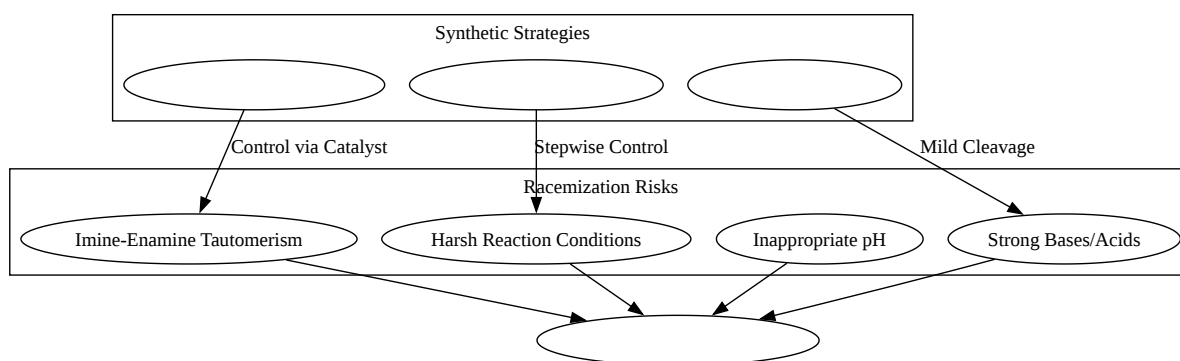 Synthetic Strategies
Control via Catalyst
Stepwise Control
Mild Cleavage
Racemization Risks
Imine-Enamine Tautomerism
Harsh Reaction Conditions
Inappropriate pH
Strong Bases/Acids